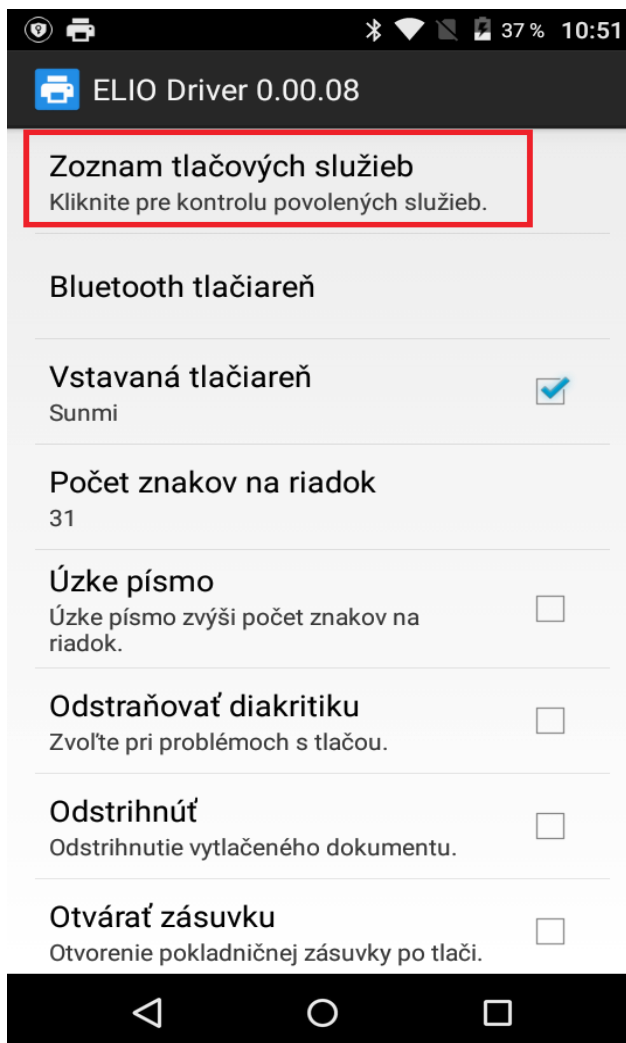 37 % 10:51
ELIO Driver 0.00.08
Zoznam tlačových služieb
Kliknite pre kontrolu povolených služieb.
Bluetooth tlačiareň
Vstavaná tlačiareň
Sunmi
Počet znakov na riadok
31
Úzke písmo
Úzke písmo zvýši počet znakov na
riadok.
Odstraňovať diakritiku
Zvoľte pri problémoch s tlačou.
Odstrihnúť
Odstrihnutie vytlačeného dokumentu.
Otvárať zásuvku
Otvorenie pokladničnej zásuvky po tlači.